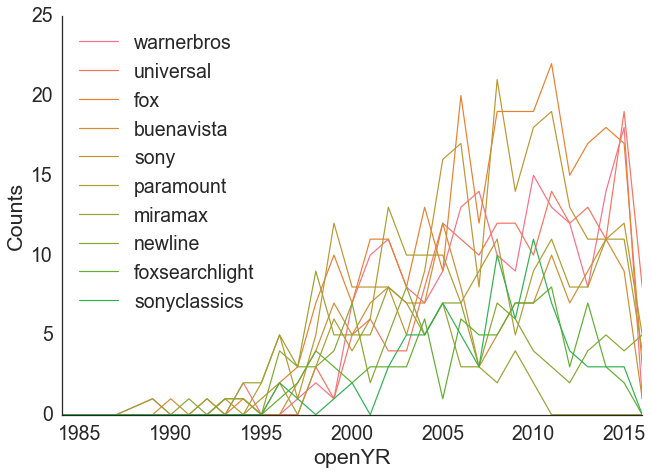 25
20
15
10
5
0
Counts
warnerbros
universal
fox
buenavista
sony
paramount
miramax
newline
foxsearchlight
sonyclassics
1985 1990 1995 2000 2005 2010 2015
openYR